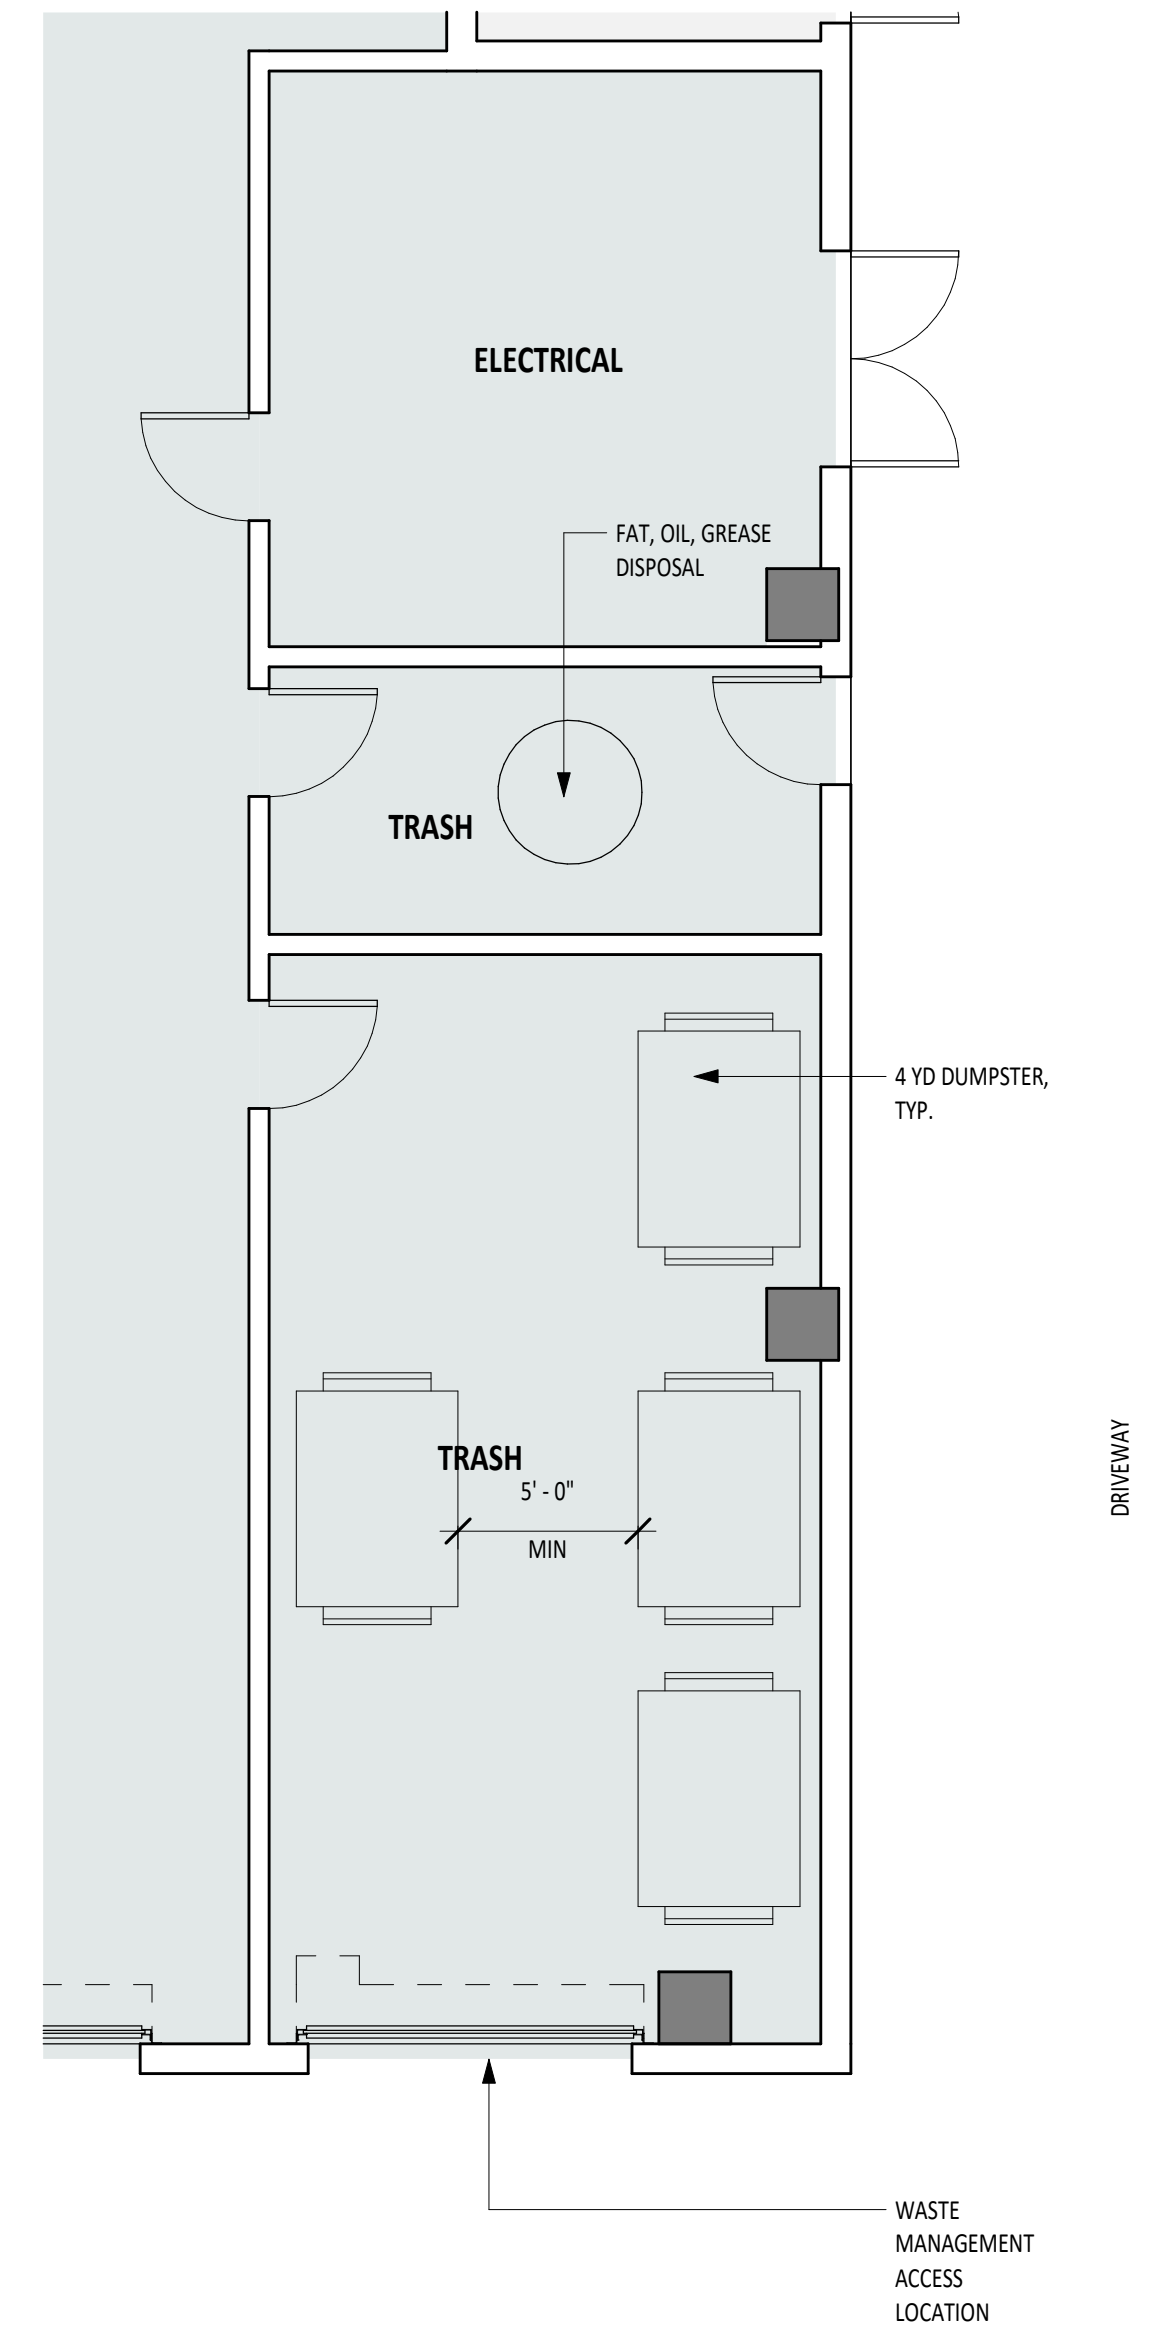 ELECTRICAL
FAT, OIL, GREASE
DISPOSAL
TRASH
4 YD DUMPSTER,
TYP.
TRASH
5' - 0"
MIN
DRIVEWAY
WASTE
MANAGEMENT
ACCESS
LOCATION